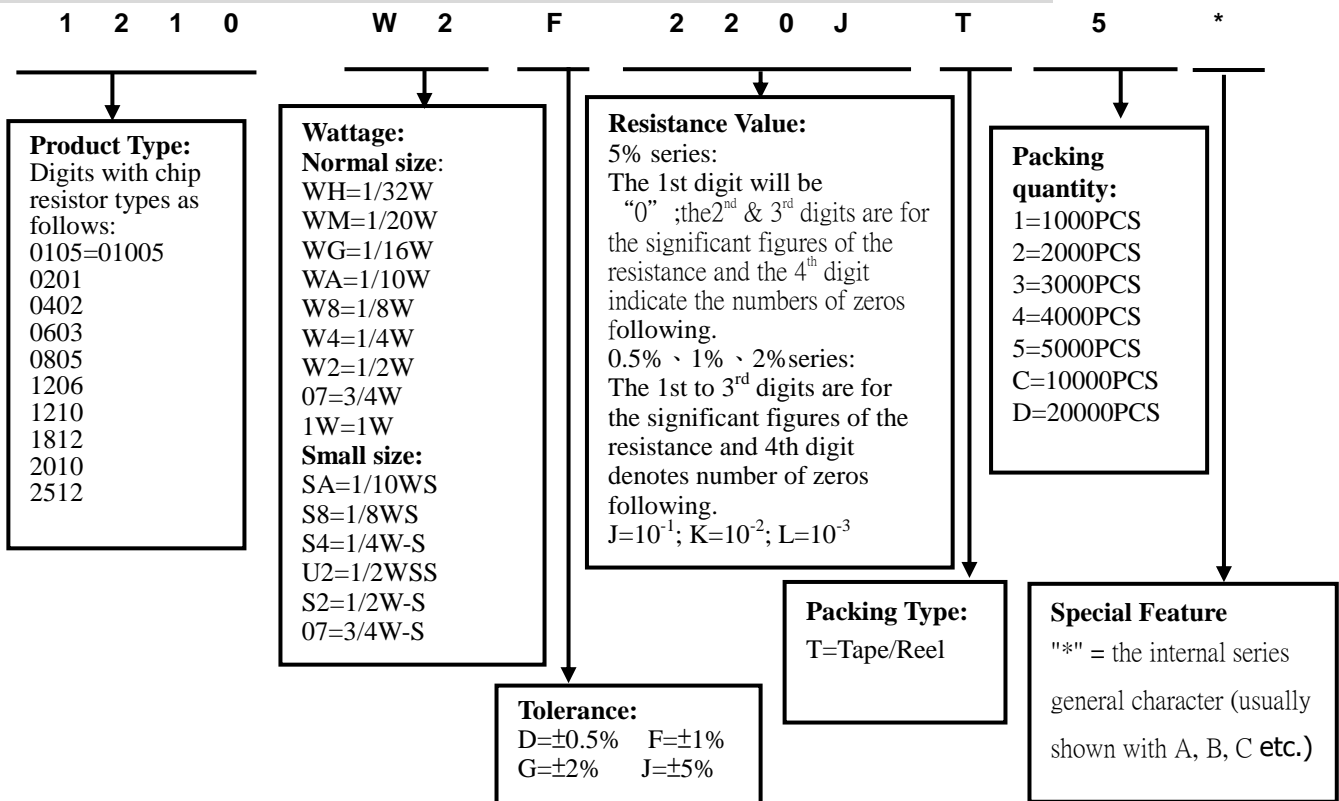 1 2 1 0 W 2 F 2 2 0 J T 5 *
Product Type:
Digits with chip
resistor types as
follows:
0105=01005
0201
0402
0603
0805
1206
1210
1812
2010
2512
Wattage:
Normal size:
WH=1/32W
WM=1/20W
WG=1/16W
WA=1/10W
W8=1/8W
W4=1/4W
W2=1/2W
07=3/4W
1W=1W
Small size:
SA=1/10WS
S8=1/8WS
S4=1/4W-S
U2=1/2WSS
S2=1/2W-S
07=3/4W-S
Tolerance:
D=±0.5% F=±1%
G=±2% J=±5%
Resistance Value:
5% series:
The 1st digit will be
“0” ;the2nd & 3rd digits are for
the significant figures of the
resistance and the 4th digit
indicate the numbers of zeros
following.
0.5%、1%、2%series:
The 1st to 3rd digits are for
the significant figures of the
resistance and 4th digit
denotes number of zeros
following.
J=10-1; K=10-2; L=10-3
Packing Type:
T=Tape/Reel
Packing
quantity:
1=1000PCS
2=2000PCS
3=3000PCS
4=4000PCS
5=5000PCS
C=10000PCS
D=20000PCS
Special Feature
"*" = the internal series
general character (usually
shown with A, B, C etc.)